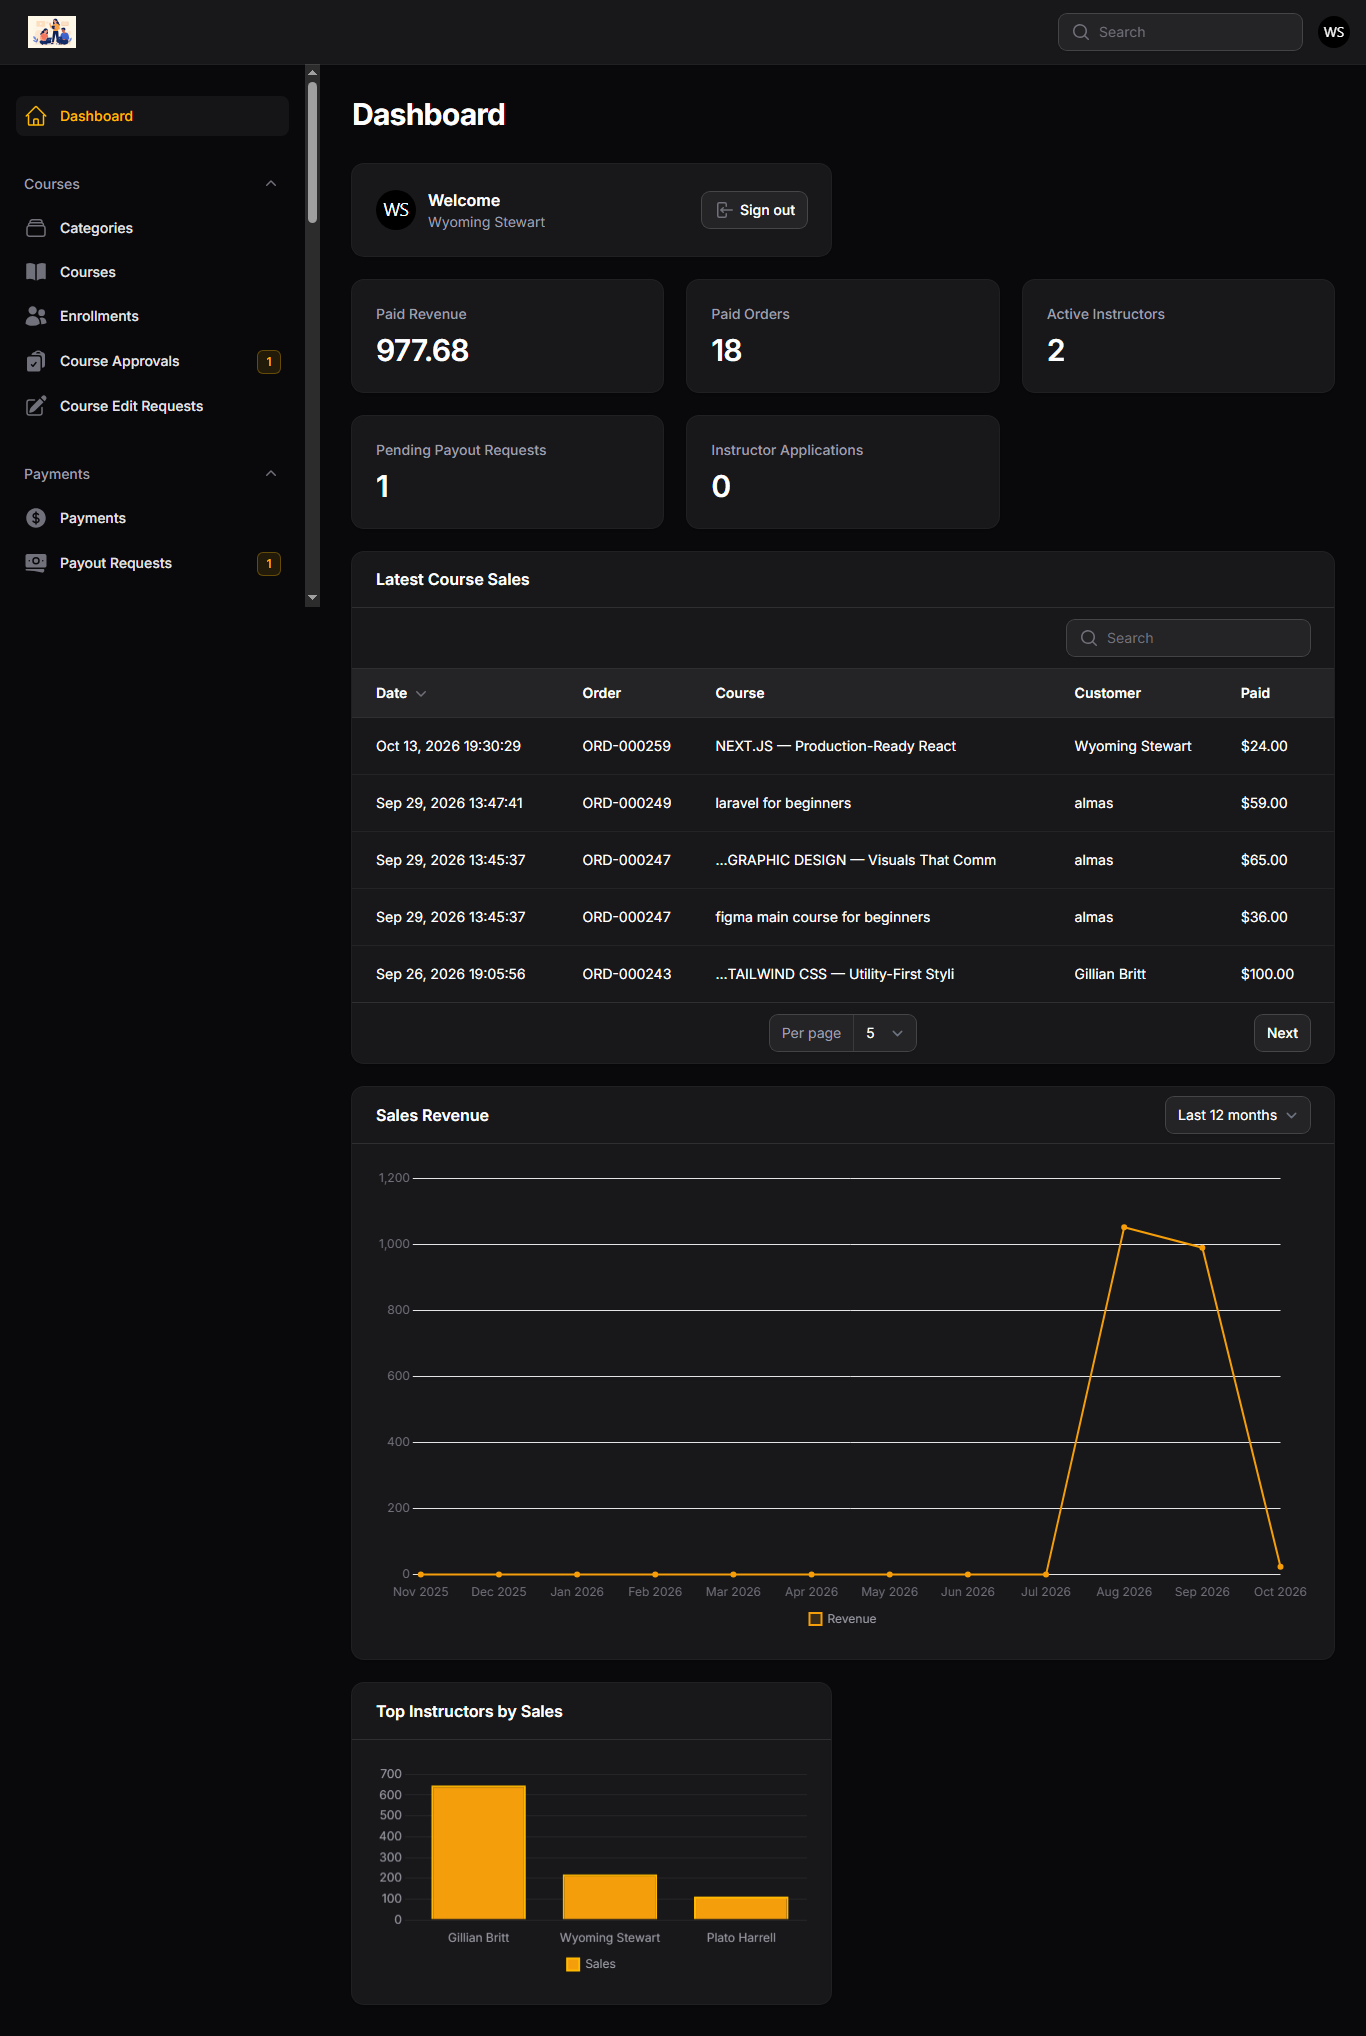 Search
WS
Dashboard
Courses
Categories
Courses
Enrollments
Course Approvals 1
Course Edit Requests
Payments
Payments
Payout Requests 1
Dashboard
WS
Welcome
Wyoming Stewart
Sign out
Paid Revenue
977.68
Paid Orders
18
Active Instructors
2
Pending Payout Requests
1
Instructor Applications
0
Latest Course Sales
Search
Date Order Course Customer Paid
Oct 13, 2026 19:30:29 ORD-000259 NEXT.JS — Production-Ready React Wyoming Stewart $24.00
Sep 29, 2026 13:47:41 ORD-000249 laravel for beginners almas $59.00
Sep 29, 2026 13:45:37 ORD-000247 ...GRAPHIC DESIGN — Visuals That Comm almas $65.00
Sep 29, 2026 13:45:37 ORD-000247 figma main course for beginners almas $36.00
Sep 26, 2026 19:05:56 ORD-000243 ...TAILWIND CSS — Utility-First Styli Gillian Britt $100.00
Per page 5
Next
Sales Revenue
Last 12 months
1,200
1,000
800
600
400
200
0
Nov 2025 Dec 2025 Jan 2026 Feb 2026 Mar 2026 Apr 2026 May 2026 Jun 2026 Jul 2026 Aug 2026 Sep 2026 Oct 2026
Revenue
Top Instructors by Sales
700
600
500
400
300
200
100
0
Gillian Britt Wyoming Stewart Plato Harrell
Sales